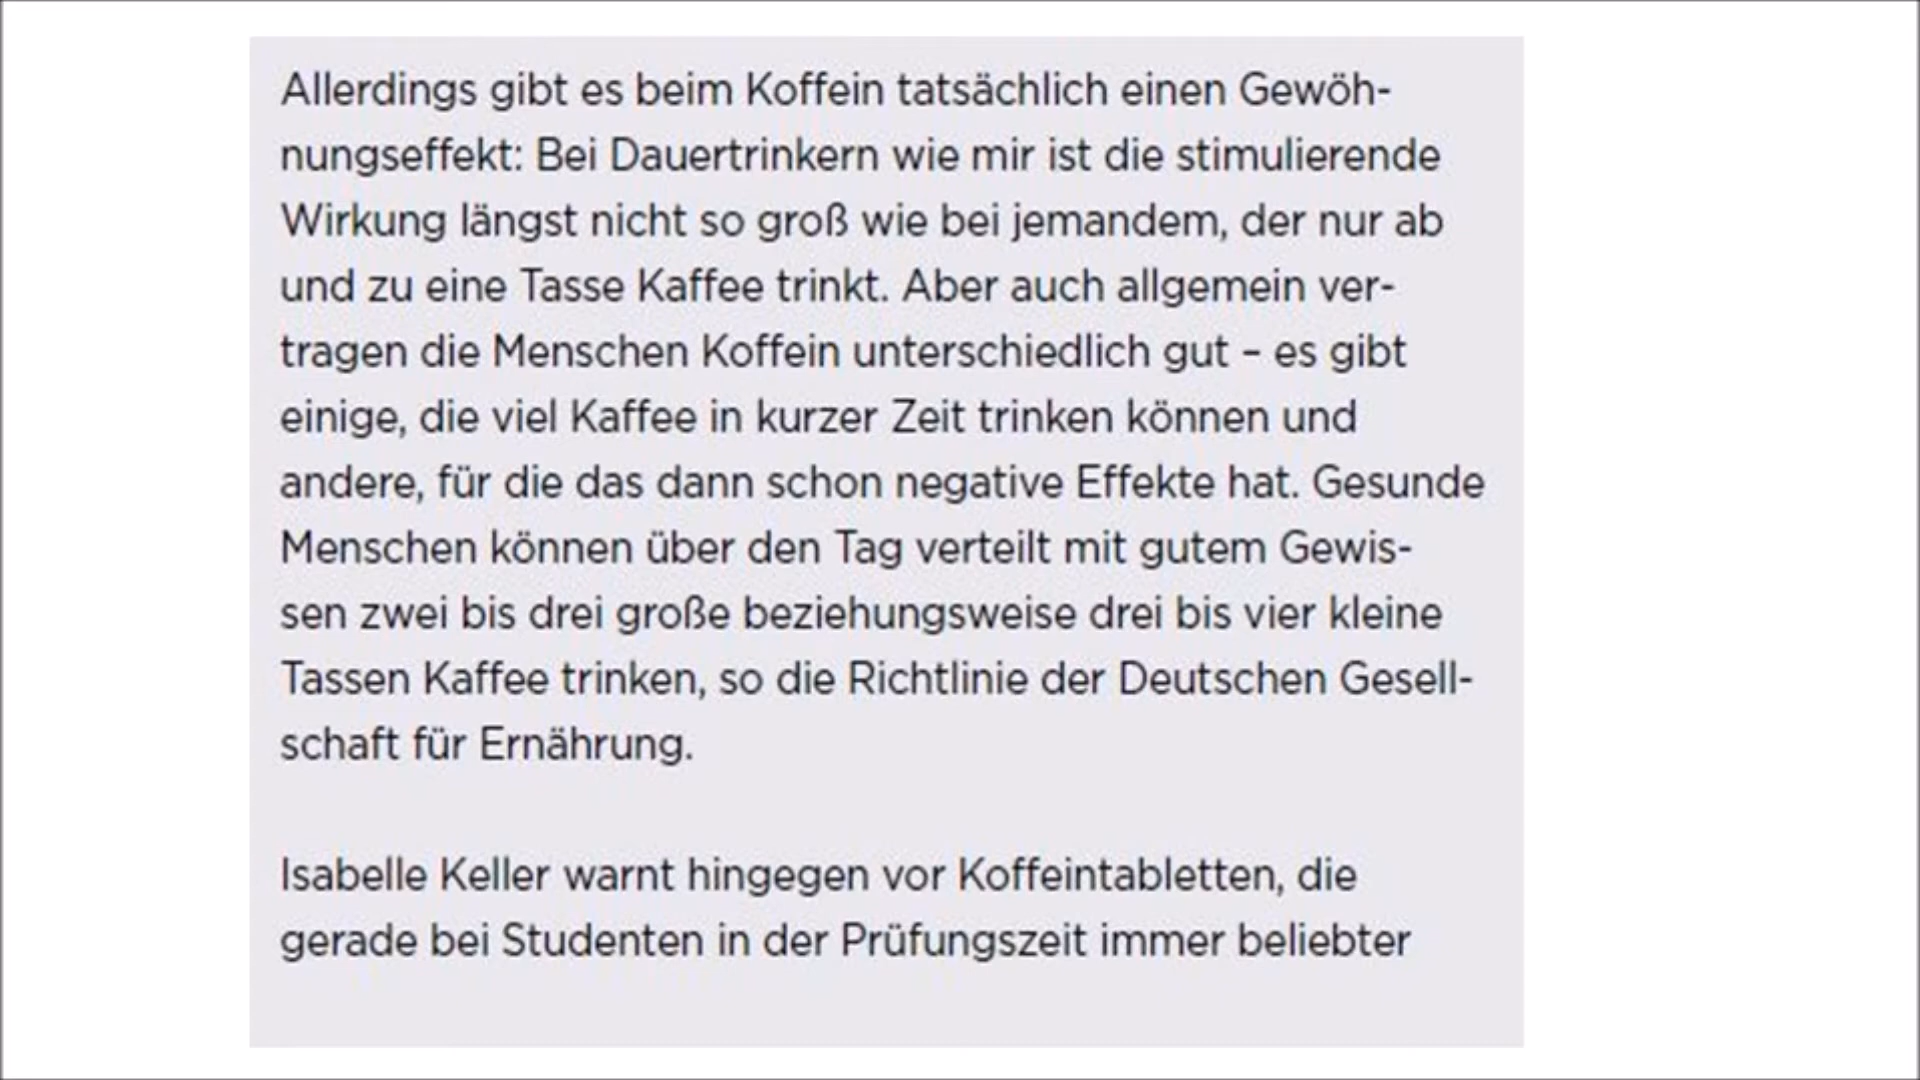 Allerdings gibt es beim Koffein tatsächlich einen Gewöh-
nungseffekt: Bei Dauertrinkern wie mir ist die stimulierende
Wirkung längst nicht so groß wie bei jemandem, der nur ab
und zu eine Tasse Kaffee trinkt. Aber auch allgemein ver-
tragen die Menschen Koffein unterschiedlich gut – es gibt
einige, die viel Kaffee in kurzer Zeit trinken können und
andere, für die das dann schon negative Effekte hat. Gesunde
Menschen können über den Tag verteilt mit gutem Gewis-
sen zwei bis drei große beziehungsweise drei bis vier kleine
Tassen Kaffee trinken, so die Richtlinie der Deutschen Gesell-
schaft für Ernährung.
Isabelle Keller warnt hingegen vor Koffeintabletten, die
gerade bei Studenten in der Prüfungszeit immer beliebter